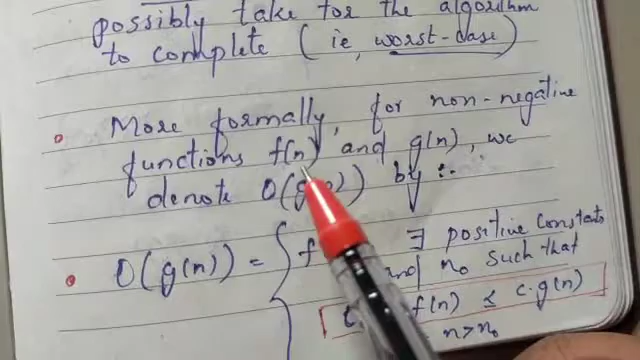 possibly take for the algorithm
to complete (ie, worst-case)
More formally, for non-negative
functions f(n) and g(n), we
denote O(g(n)) by :-
O(g(n)) = { f ∃ positive constants
and n₀ such that
f(n) ≤ c.g(n)
n>n₀